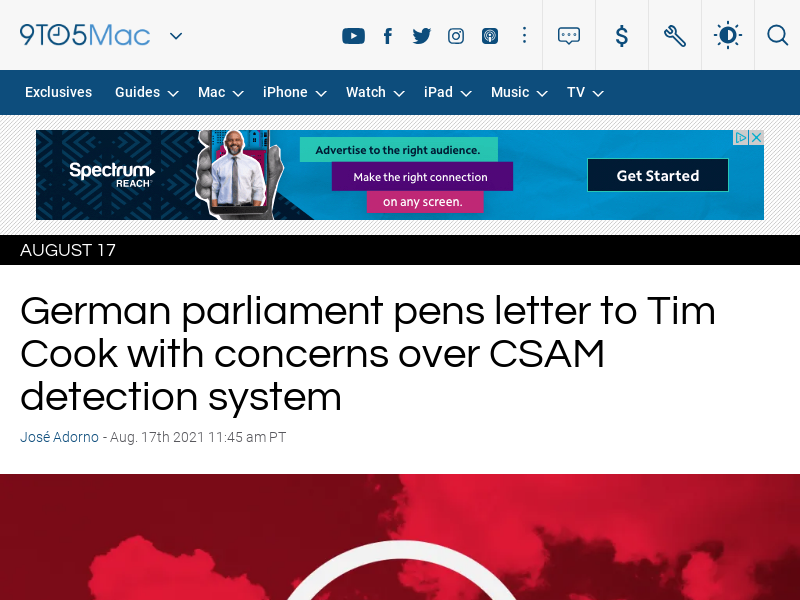 9TO5Mac
$
Exclusives Guides Mac iPhone Watch iPad Music TV
Spectrum
REACH
Advertise to the right audience.
Make the right connection
on any screen.
Get Started
AUGUST 17
German parliament pens letter to Tim
Cook with concerns over CSAM
detection system
José Adorno - Aug. 17th 2021 11:45 am PT